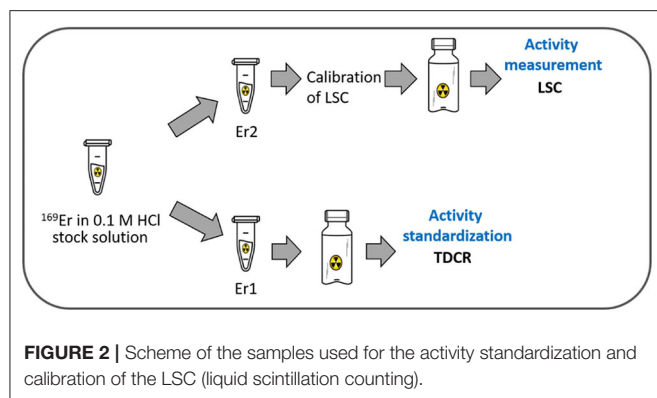 Er2
Calibration
of LSC
Activity
measurement
LSC
¹⁶⁹Er in 0.1 M HCl
stock solution
Er1
Activity
standardization
TDCR
FIGURE 2 | Scheme of the samples used for the activity standardization and
calibration of the LSC (liquid scintillation counting).